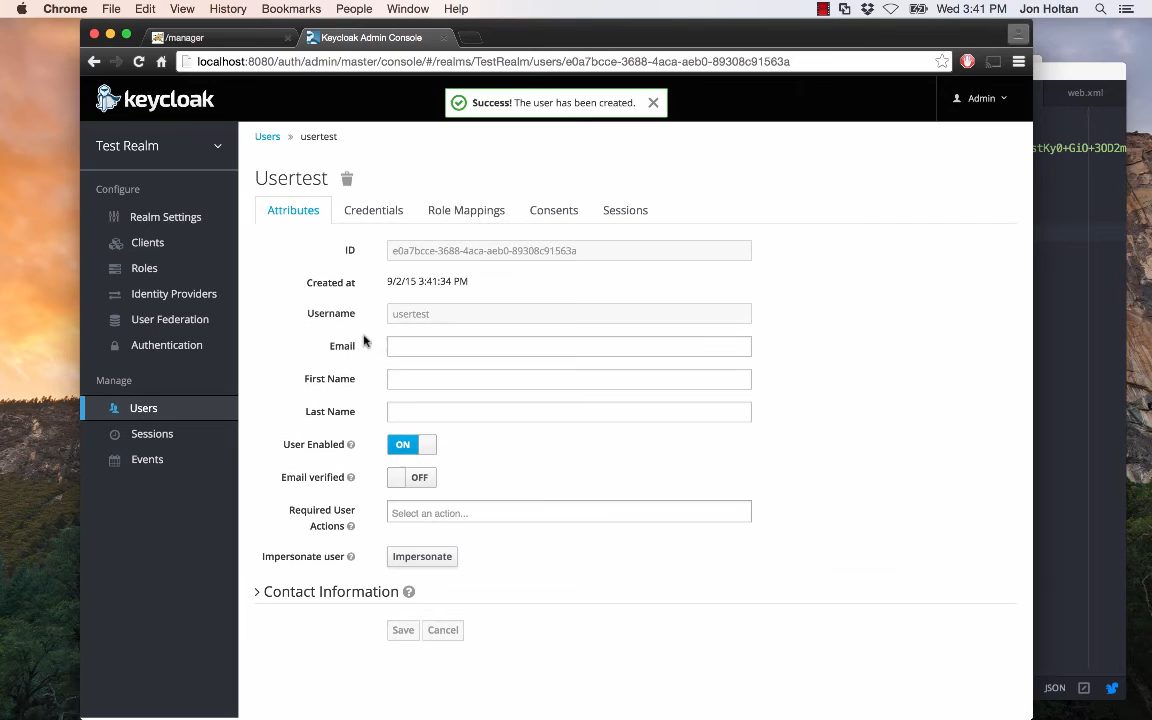 Chrome File Edit View History Bookmarks People Window Help Wed 3:41 PM Jon Holtan
/manager Keycloak Admin Console
localhost:8080/auth/admin/master/console/#/realms/TestRealm/users/e0a7bcce-3688-4aca-aeb0-89308c91563a
web.xml
keycloak
Success! The user has been created.
Admin
Test Realm
Users » usertest
stKy0+GiO+3OD2m
Configure
Usertest
Realm Settings
Attributes Credentials Role Mappings Consents Sessions
Clients
ID e0a7bcce-3688-4aca-aeb0-89308c91563a
Roles
Created at 9/2/15 3:41:34 PM
Identity Providers
Username usertest
User Federation
Email
Authentication
First Name
Manage
Users
Last Name
Sessions
User Enabled ON
Events
Email verified OFF
Required User
Actions
Select an action...
Impersonate user Impersonate
Contact Information
Save Cancel
JSON